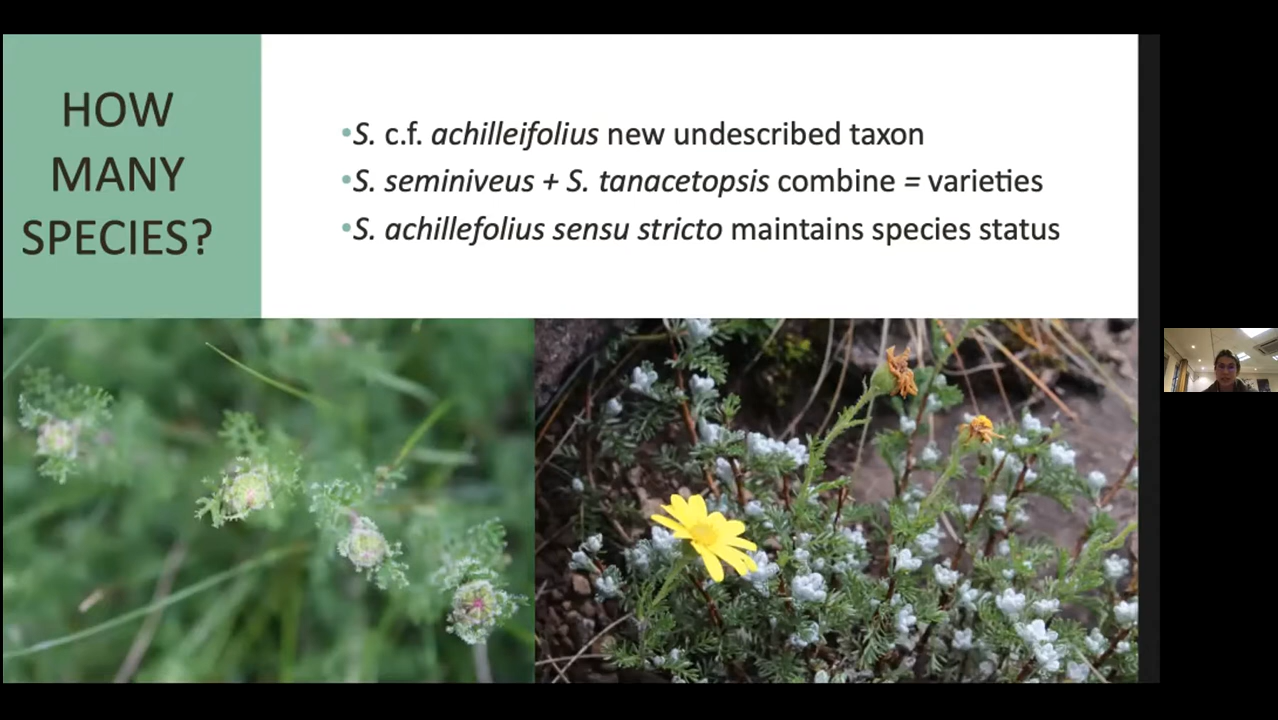 HOW
MANY
SPECIES?
•S. c.f. achilleifolius new undescribed taxon
•S. seminiveus + S. tanacetopsis combine = varieties
•S. achillefolius sensu stricto maintains species status